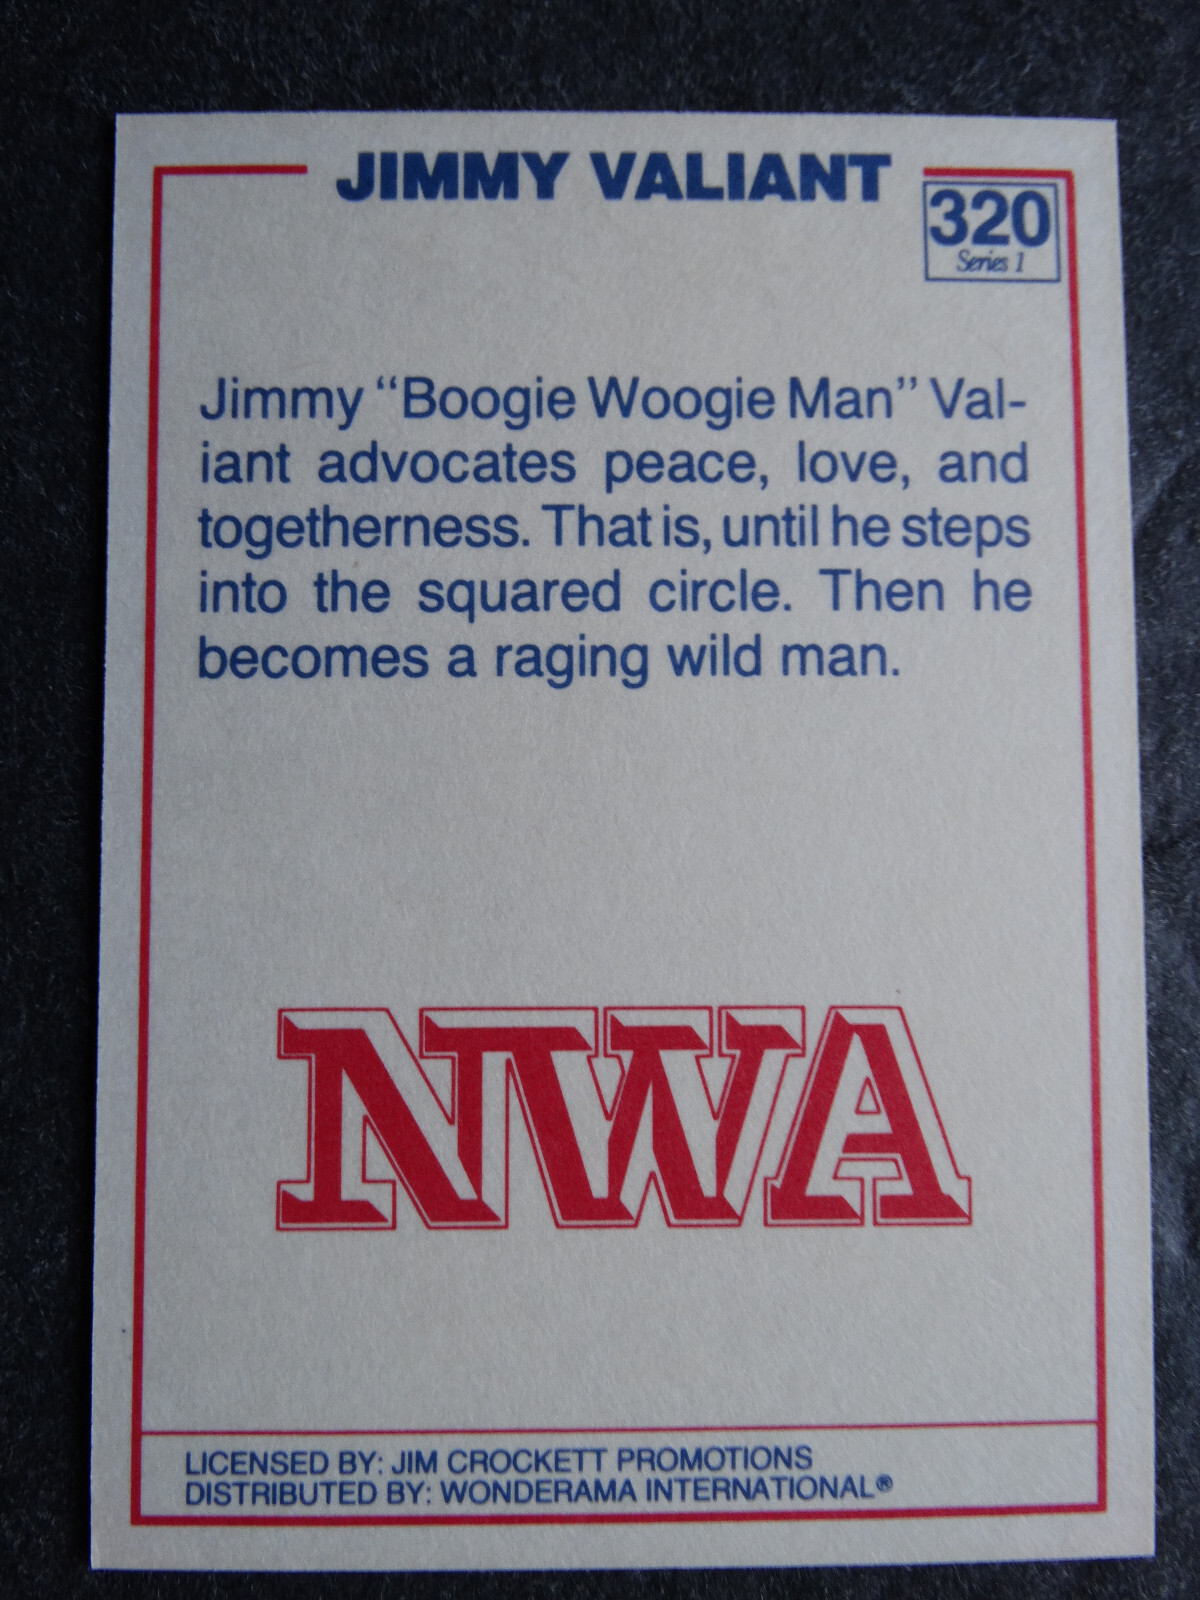 JIMMY VALIANT
320
Series 1
Jimmy “Boogie Woogie Man” Val-
iant advocates peace, love, and
togetherness. That is, until he steps
into the squared circle. Then he
becomes a raging wild man.
NWA
LICENSED BY: JIM CROCKETT PROMOTIONS
DISTRIBUTED BY: WONDERAMA INTERNATIONAL®